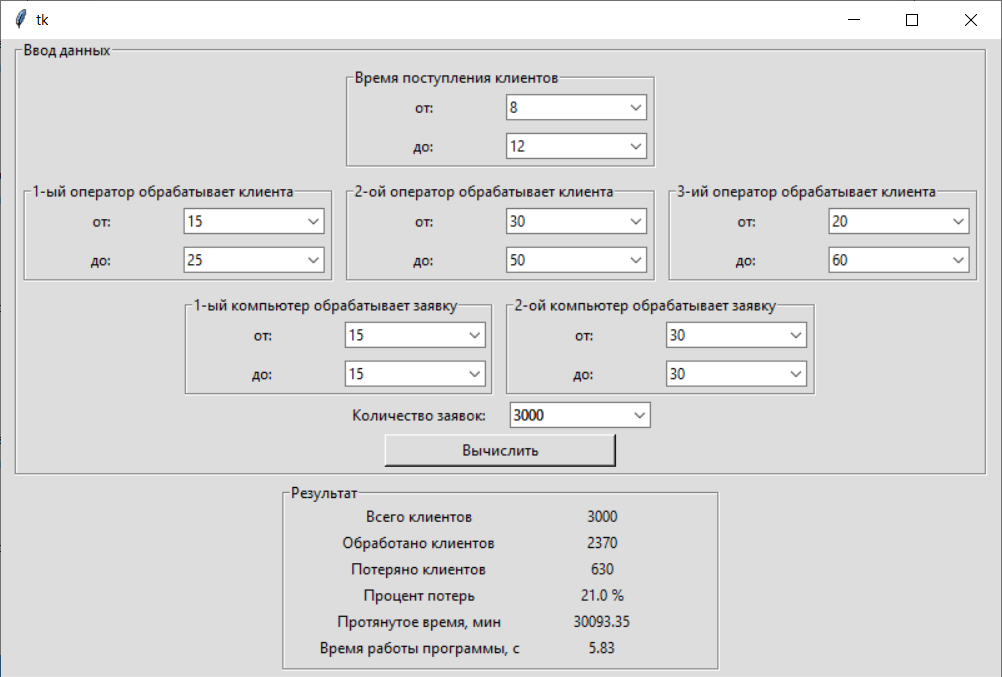 tk
Ввод данных
Время поступления клиентов
от: 8
до: 12
1-ый оператор обрабатывает клиента 2-ой оператор обрабатывает клиента 3-ий оператор обрабатывает клиента
от: 15 от: 30 от: 20
до: 25 до: 50 до: 60
1-ый компьютер обрабатывает заявку 2-ой компьютер обрабатывает заявку
от: 15 от: 30
до: 15 до: 30
Количество заявок: 3000
Вычислить
Результат
Всего клиентов 3000
Обработано клиентов 2370
Потеряно клиентов 630
Процент потерь 21.0 %
Протянутое время, мин 30093.35
Время работы программы, с 5.83